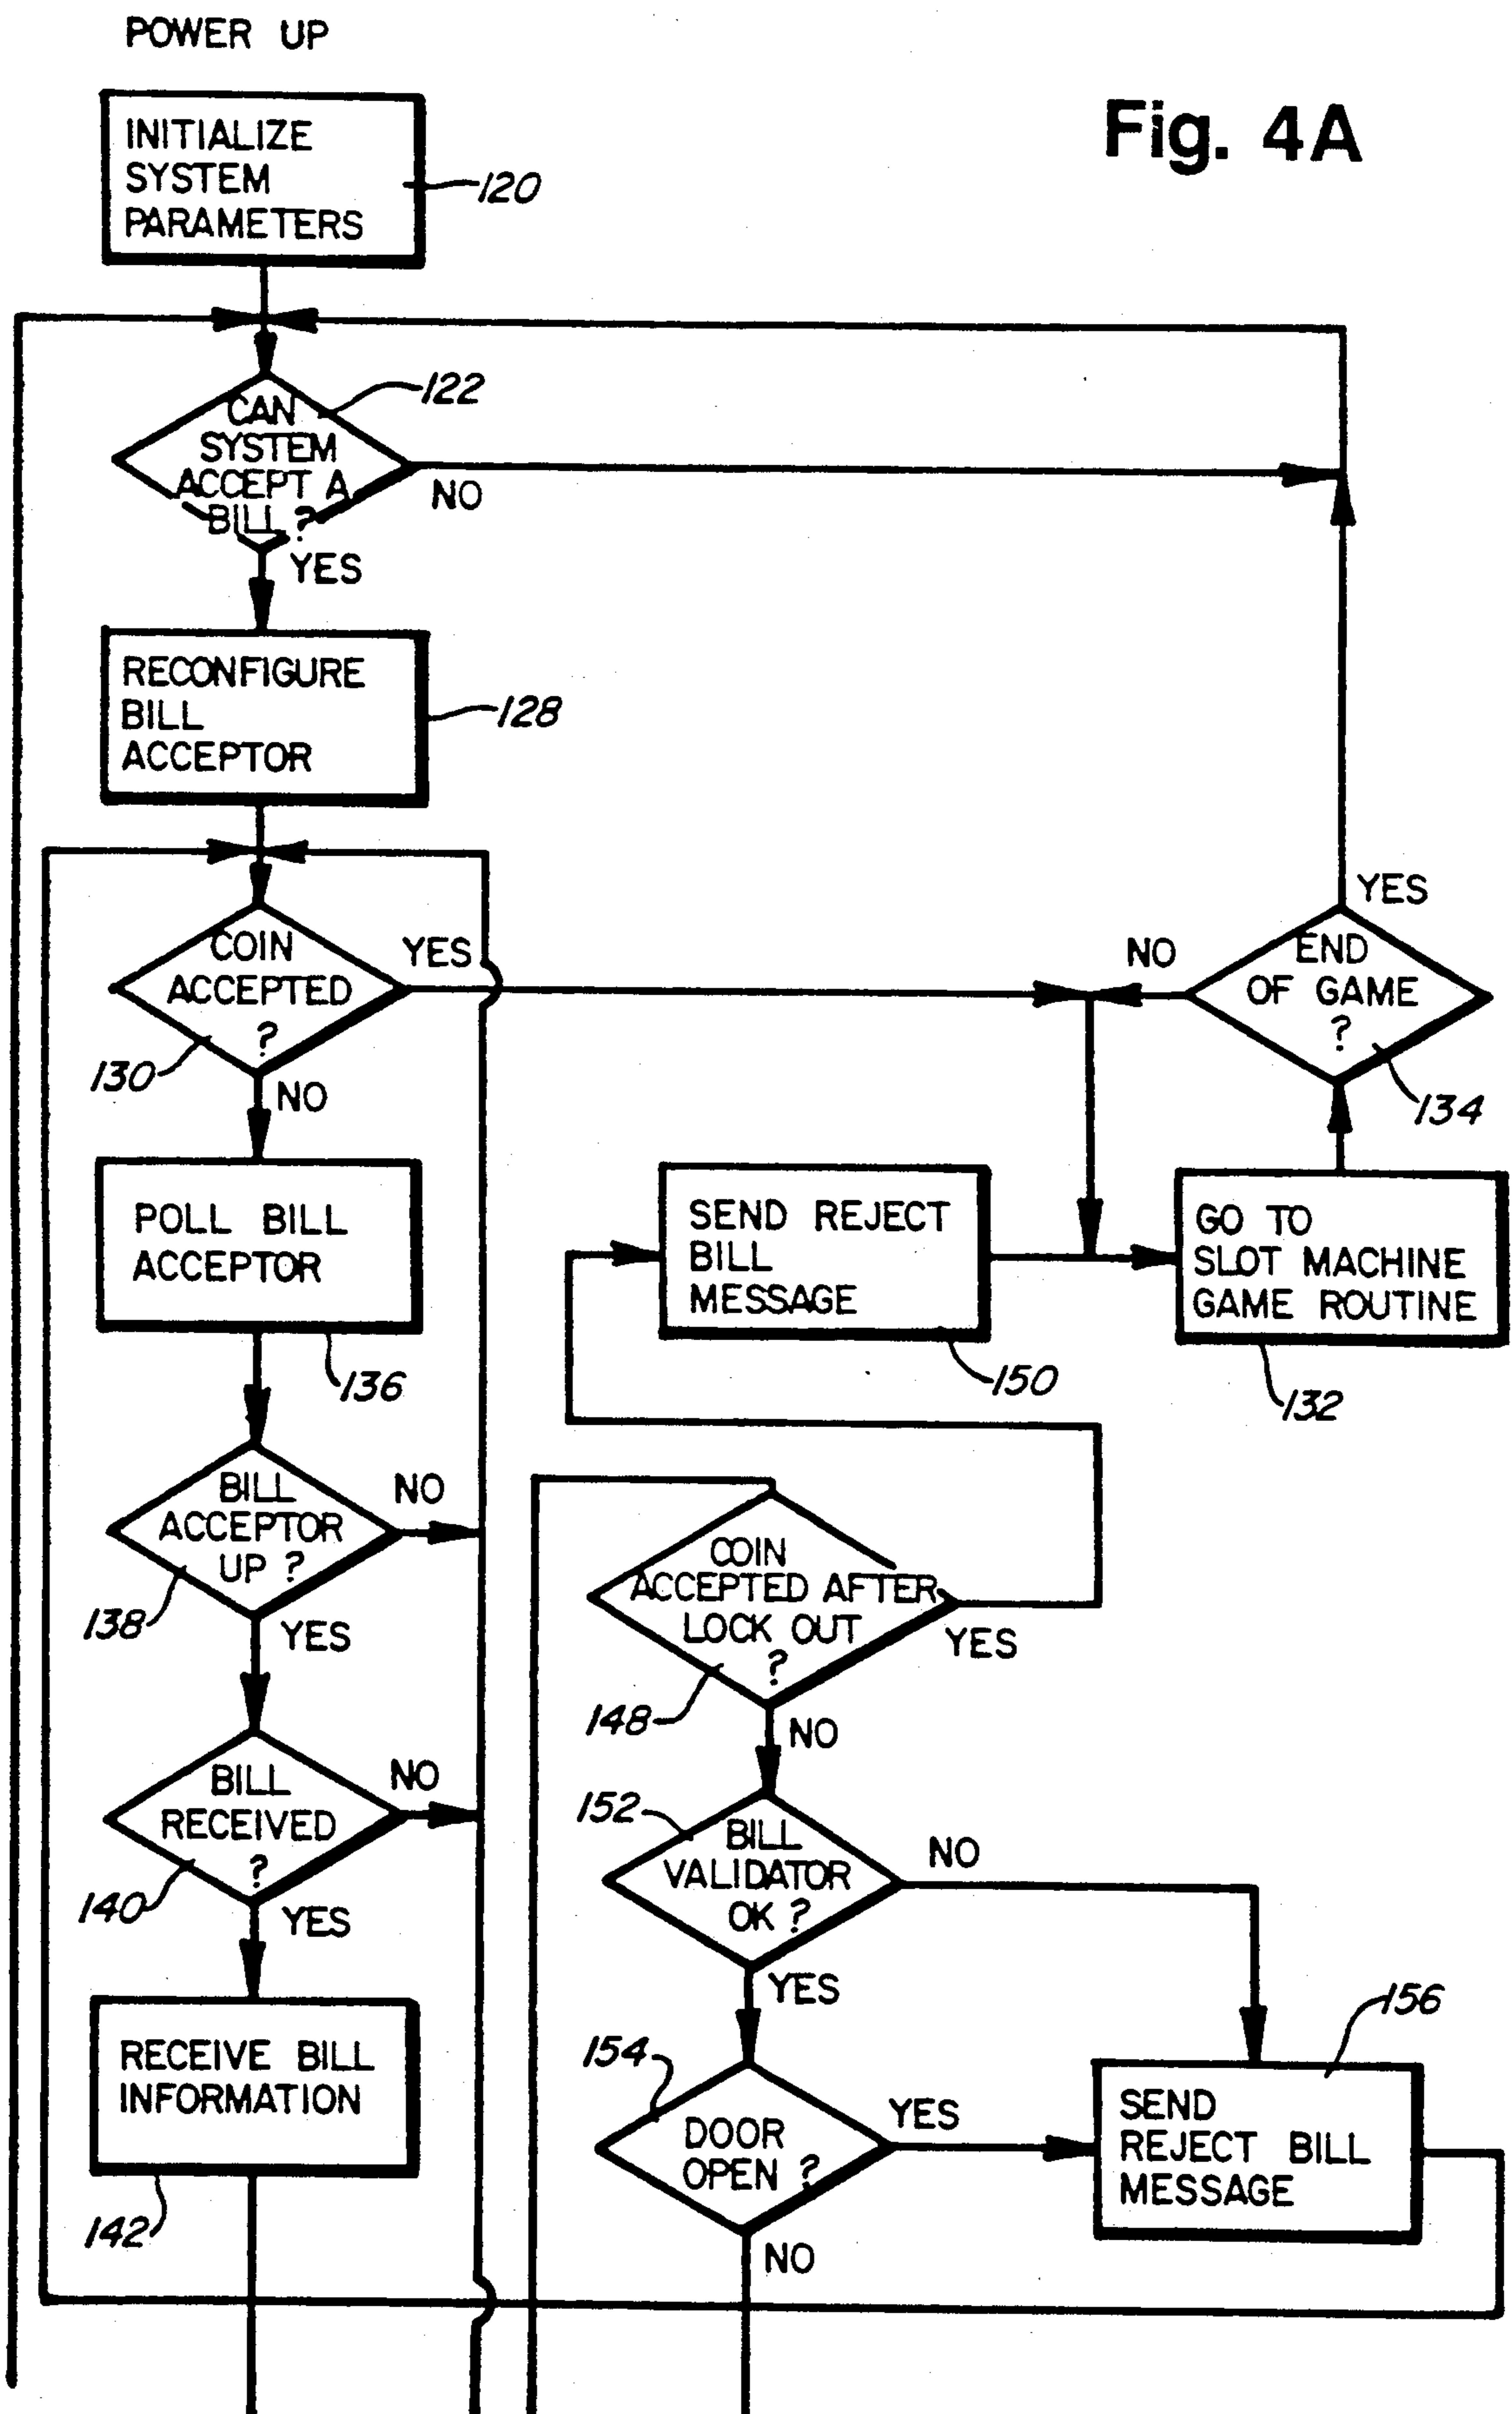 POWER UP
Fig. 4A
INITIALIZE
SYSTEM
PARAMETERS
120
CAN
SYSTEM
ACCEPT A
BILL ?
122
NO
YES
RECONFIGURE
BILL
ACCEPTOR
128
COIN
ACCEPTED
?
130
YES
NO
END
OF GAME
?
134
YES
NO
POLL BILL
ACCEPTOR
136
SEND REJECT
BILL
MESSAGE
150
GO TO
SLOT MACHINE
GAME ROUTINE
132
BILL
ACCEPTOR
UP ?
138
NO
YES
COIN
ACCEPTED AFTER
LOCK OUT
?
148
YES
NO
BILL
RECEIVED
?
140
NO
YES
152
BILL
VALIDATOR
OK ?
NO
YES
RECEIVE BILL
INFORMATION
142
154
DOOR
OPEN ?
YES
NO
156
SEND
REJECT BILL
MESSAGE